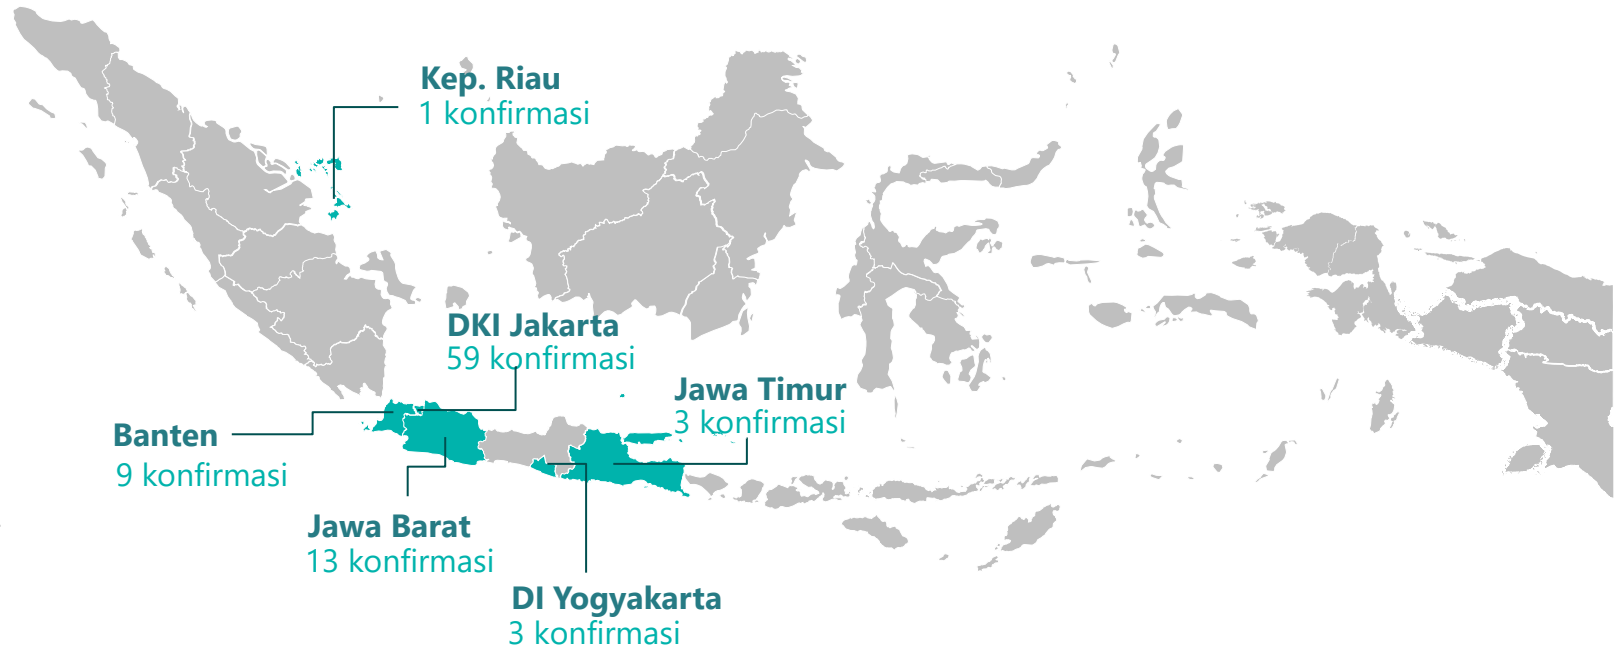 Kep. Riau
1 konfirmasi
DKI Jakarta
59 konfirmasi
Jawa Timur
3 konfirmasi
Banten
9 konfirmasi
Jawa Barat
13 konfirmasi
DI Yogyakarta
3 konfirmasi